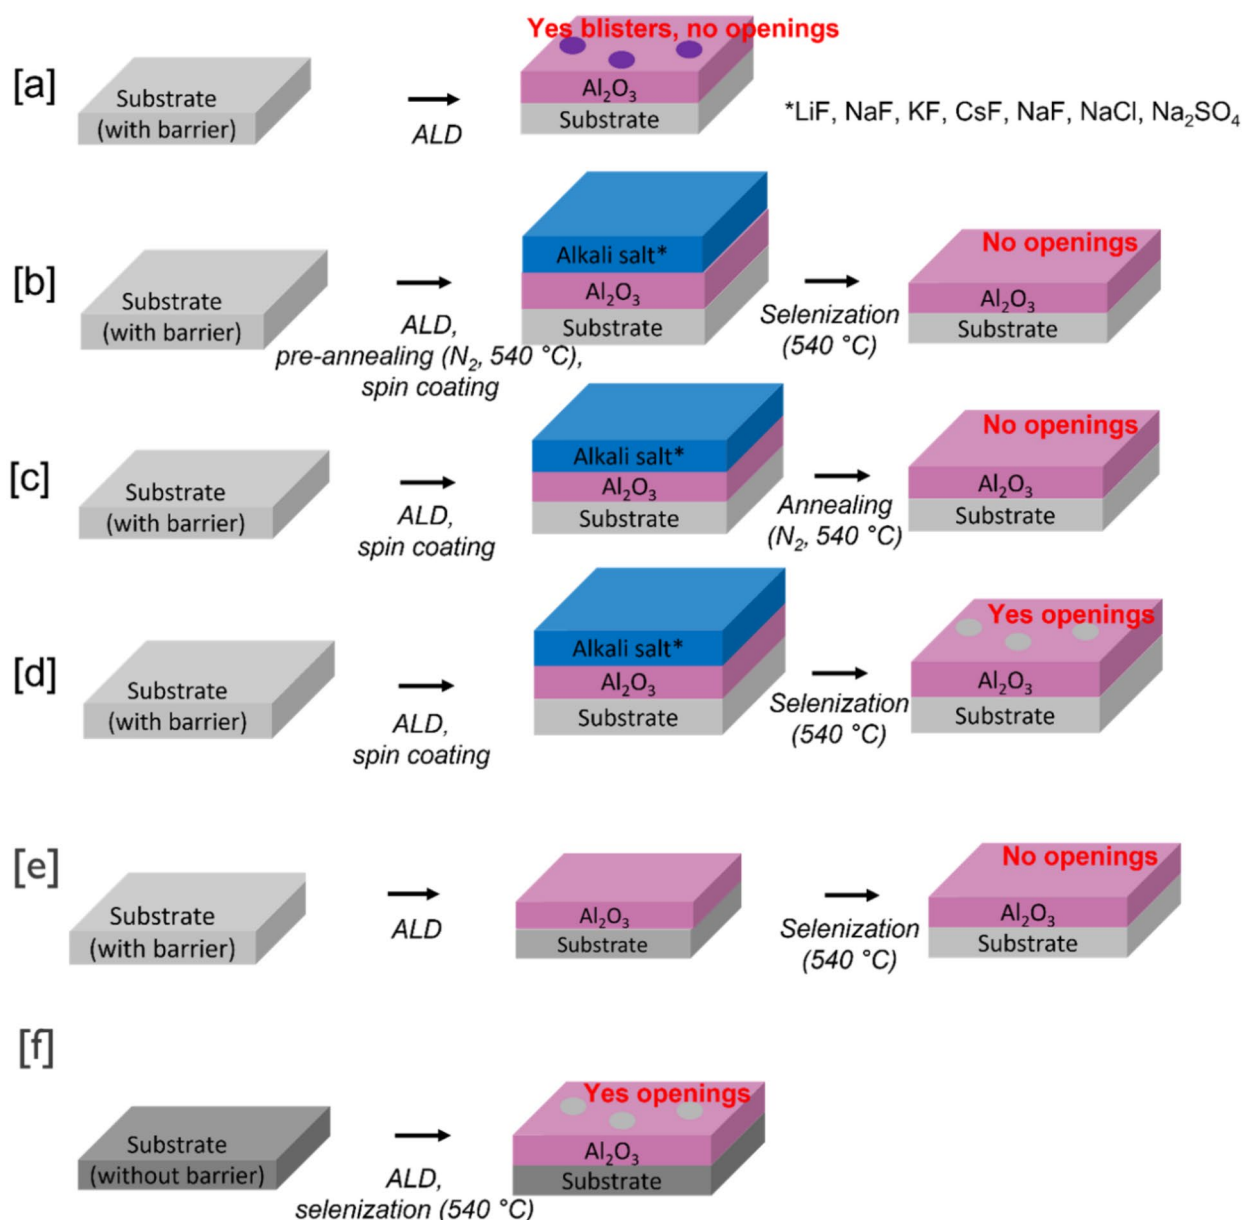 [a]
Substrate
(with barrier)
ALD
Yes blisters, no openings
Al₂O₃
Substrate
*LiF, NaF, KF, CsF, NaF, NaCl, Na₂SO₄
[b]
Substrate
(with barrier)
ALD,
pre-annealing (N₂, 540 °C),
spin coating
Alkali salt*
Al₂O₃
Substrate
Selenization
(540 °C)
No openings
Al₂O₃
Substrate
[c]
Substrate
(with barrier)
ALD,
spin coating
Alkali salt*
Al₂O₃
Substrate
Annealing
(N₂, 540 °C)
No openings
Al₂O₃
Substrate
[d]
Substrate
(with barrier)
ALD,
spin coating
Alkali salt*
Al₂O₃
Substrate
Selenization
(540 °C)
Yes openings
Al₂O₃
Substrate
[e]
Substrate
(with barrier)
ALD
Al₂O₃
Substrate
Selenization
(540 °C)
No openings
Al₂O₃
Substrate
[f]
Substrate
(without barrier)
ALD,
selenization (540 °C)
Yes openings
Al₂O₃
Substrate